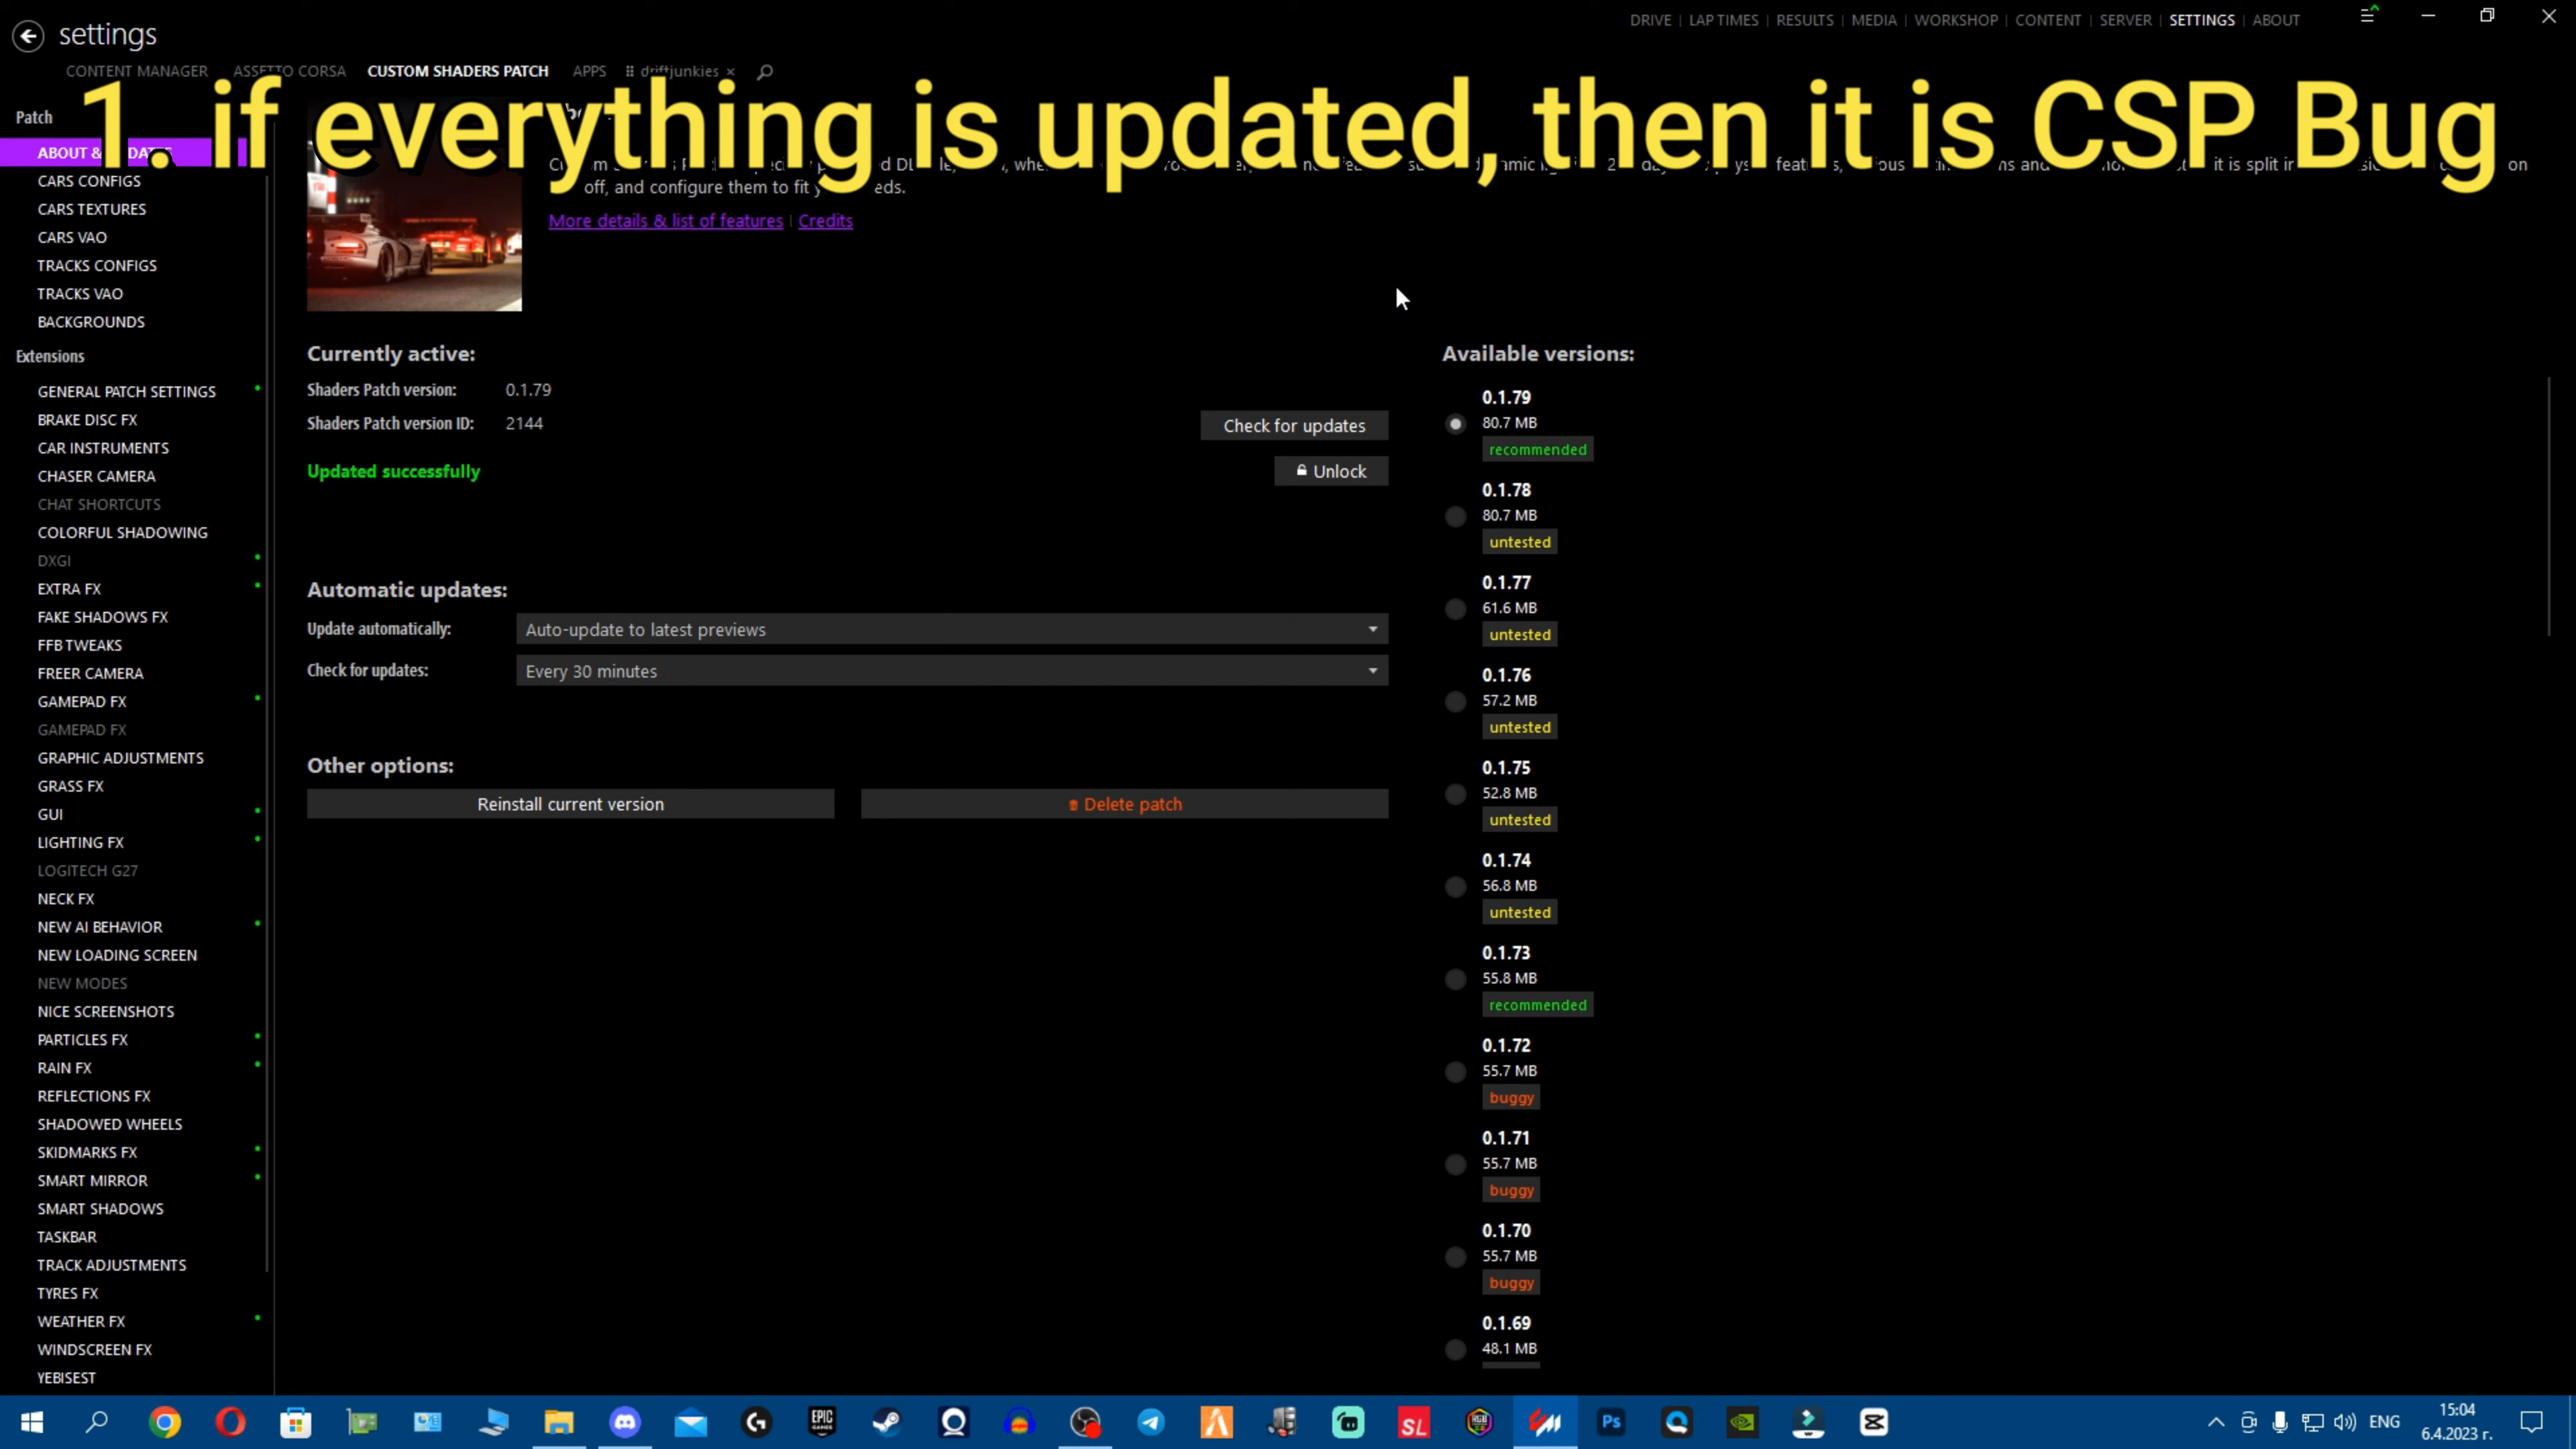 settings
DRIVE | LAP TIMES | RESULTS | MEDIA | WORKSHOP | CONTENT | SERVER | SETTINGS | ABOUT
CONTENT MANAGER ASSETTO CORSA CUSTOM SHADERS PATCH APPS driftjunkies ×
1. if everything is updated, then it is CSP Bug
Patch
ABOUT &
CARS CONFIGS
CARS TEXTURES
CARS VAO
TRACKS CONFIGS
TRACKS VAO
BACKGROUNDS
Extensions
GENERAL PATCH SETTINGS
BRAKE DISC FX
CAR INSTRUMENTS
CHASER CAMERA
CHAT SHORTCUTS
COLORFUL SHADOWING
DXGI
EXTRA FX
FAKE SHADOWS FX
FFB TWEAKS
FREER CAMERA
GAMEPAD FX
GAMEPAD FX
GRAPHIC ADJUSTMENTS
GRASS FX
GUI
LIGHTING FX
LOGITECH G27
NECK FX
NEW AI BEHAVIOR
NEW LOADING SCREEN
NEW MODES
NICE SCREENSHOTS
PARTICLES FX
RAIN FX
REFLECTIONS FX
SHADOWED WHEELS
SKIDMARKS FX
SMART MIRROR
SMART SHADOWS
TASKBAR
TRACK ADJUSTMENTS
TYRES FX
WEATHER FX
WINDSCREEN FX
YEBISEST
it is split on
off, and configure them to fit
More details & list of features | Credits
Currently active:
Shaders Patch version: 0.1.79
Shaders Patch version ID: 2144
Check for updates
Updated successfully
Unlock
Automatic updates:
Update automatically: Auto-update to latest previews
Check for updates: Every 30 minutes
Other options:
Reinstall current version
Delete patch
Available versions:
0.1.79
80.7 MB
recommended
0.1.78
80.7 MB
untested
0.1.77
61.6 MB
untested
0.1.76
57.2 MB
untested
0.1.75
52.8 MB
untested
0.1.74
56.8 MB
untested
0.1.73
55.8 MB
recommended
0.1.72
55.7 MB
buggy
0.1.71
55.7 MB
buggy
0.1.70
55.7 MB
buggy
0.1.69
48.1 MB
EPIC GAMES
SL
Ps
ENG
15:04
6.4.2023 г.